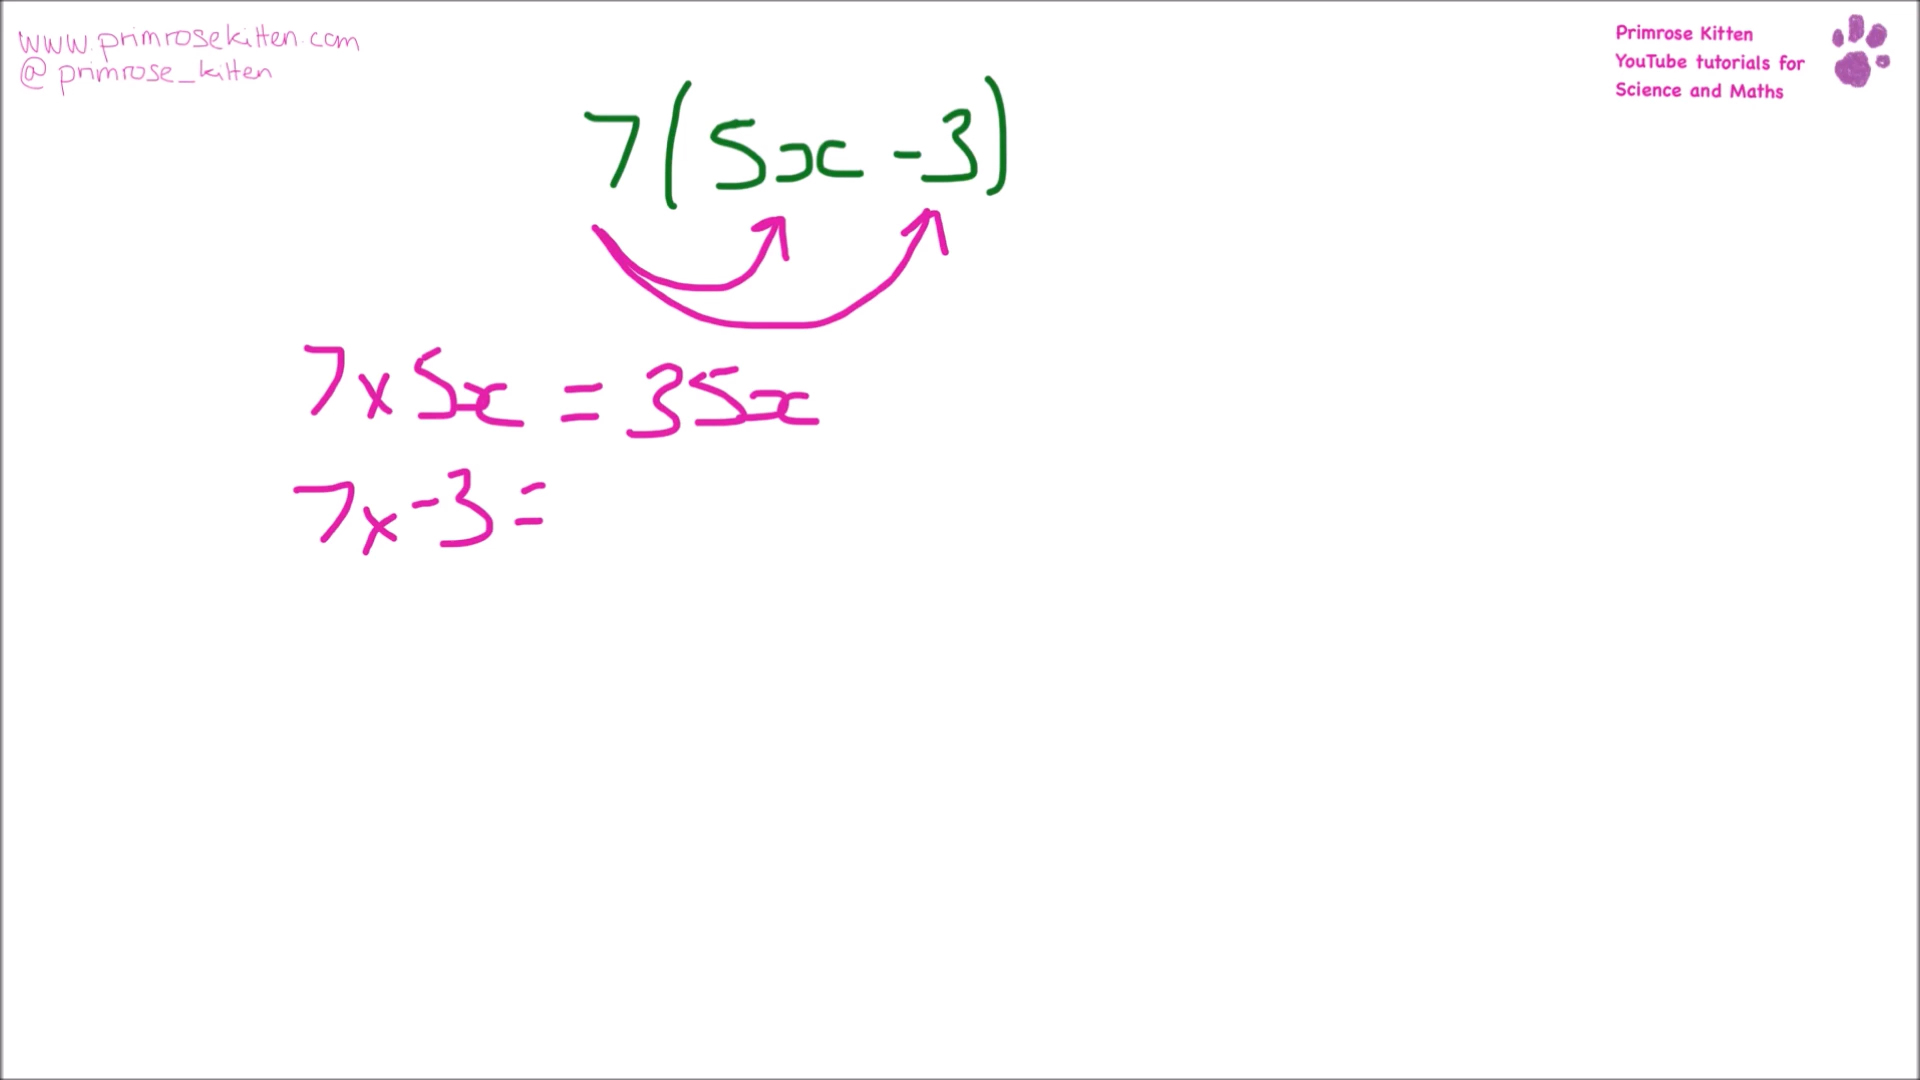 www.primrosekitten.com
@primrose_kitten
Primrose Kitten
YouTube tutorials for
Science and Maths
7(5x-3)
7x5x = 35x
7x-3=